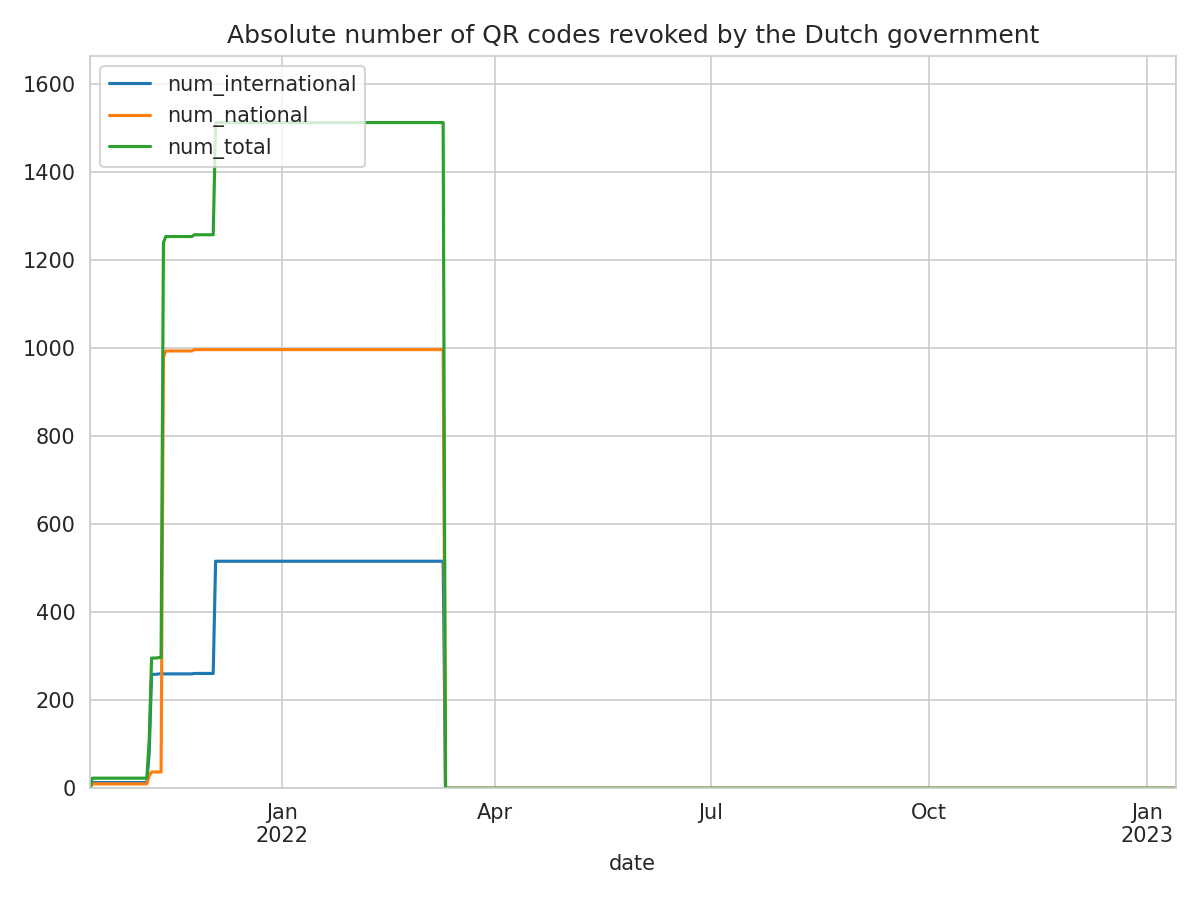 Absolute number of QR codes revoked by the Dutch government
num_international
num_national
num_total
1600
1400
1200
1000
800
600
400
200
0
Jan
2022
Apr
Jul
Oct
Jan
2023
date